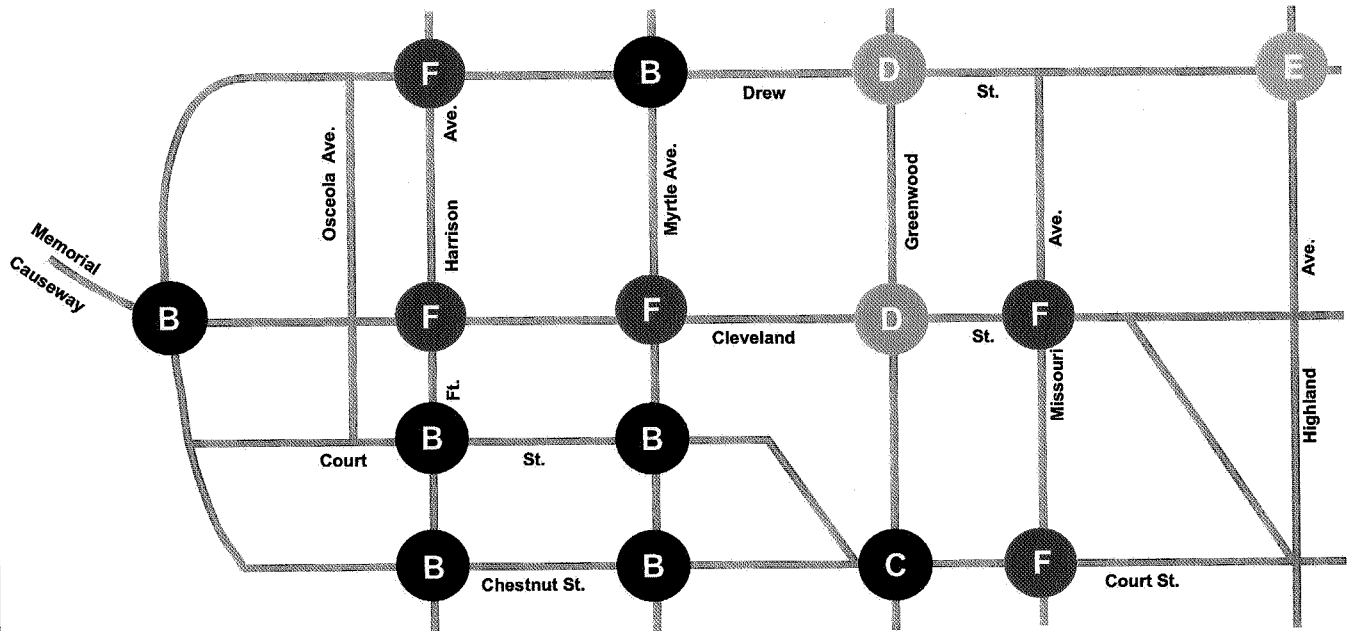 F
B
D
E
Drew
St.
Osceola Ave.
Ave.
Harrison
Myrtle Ave.
Greenwood
Ave.
Ave.
Memorial
Causeway
B
F
F
D
F
Cleveland
St.
Ft.
Missouri
Highland
B
B
Court
St.
B
B
C
F
Chestnut St.
Court St.